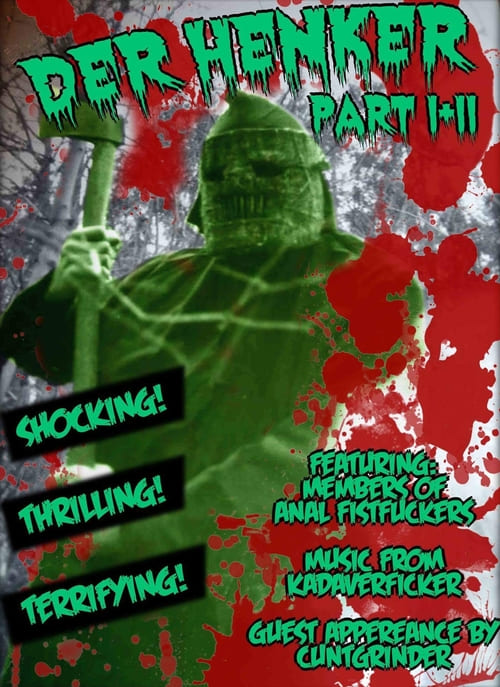 DER HENKER
PART I+II
SHOCKING!
THRILLING!
TERRIFYING!
FEATURING:
MEMBERS OF
ANAL FISTFUCKERS
MUSIC FROM
KADAVERFICKER
GUEST APPEREANCE BY
CUNTGRINDER